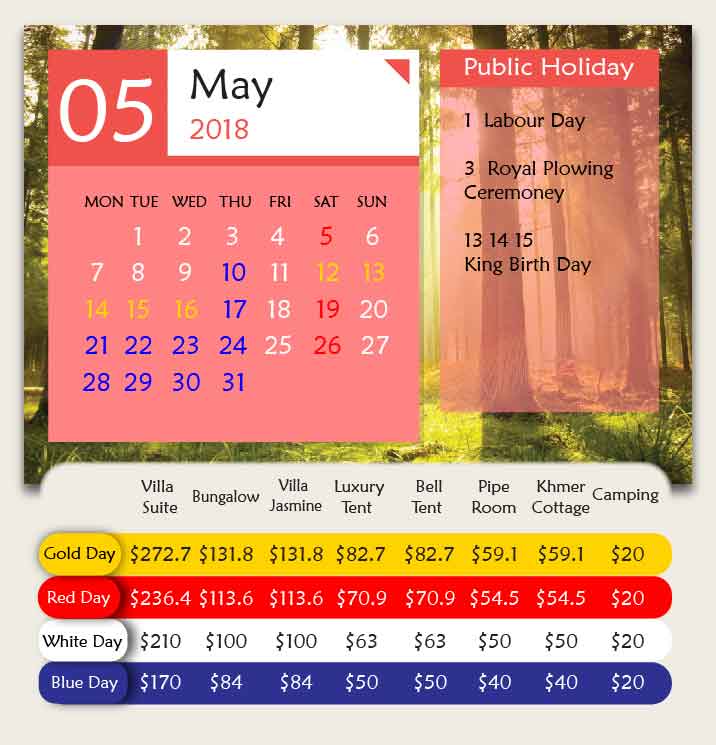 05
May
2018
MON TUE WED THU FRI SAT SUN
1 2 3 4 5 6
7 8 9 10 11 12 13
14 15 16 17 18 19 20
21 22 23 24 25 26 27
28 29 30 31
Public Holiday
1 Labour Day
3 Royal Plowing
Ceremoney
13 14 15
King Birth Day
Villa Suite Bungalow Villa Jasmine Luxury Tent Bell Tent Pipe Room Khmer Cottage Camping
Gold Day $272.7 $131.8 $131.8 $82.7 $82.7 $59.1 $59.1 $20
Red Day $236.4 $113.6 $113.6 $70.9 $70.9 $54.5 $54.5 $20
White Day $210 $100 $100 $63 $63 $50 $50 $20
Blue Day $170 $84 $84 $50 $50 $40 $40 $20